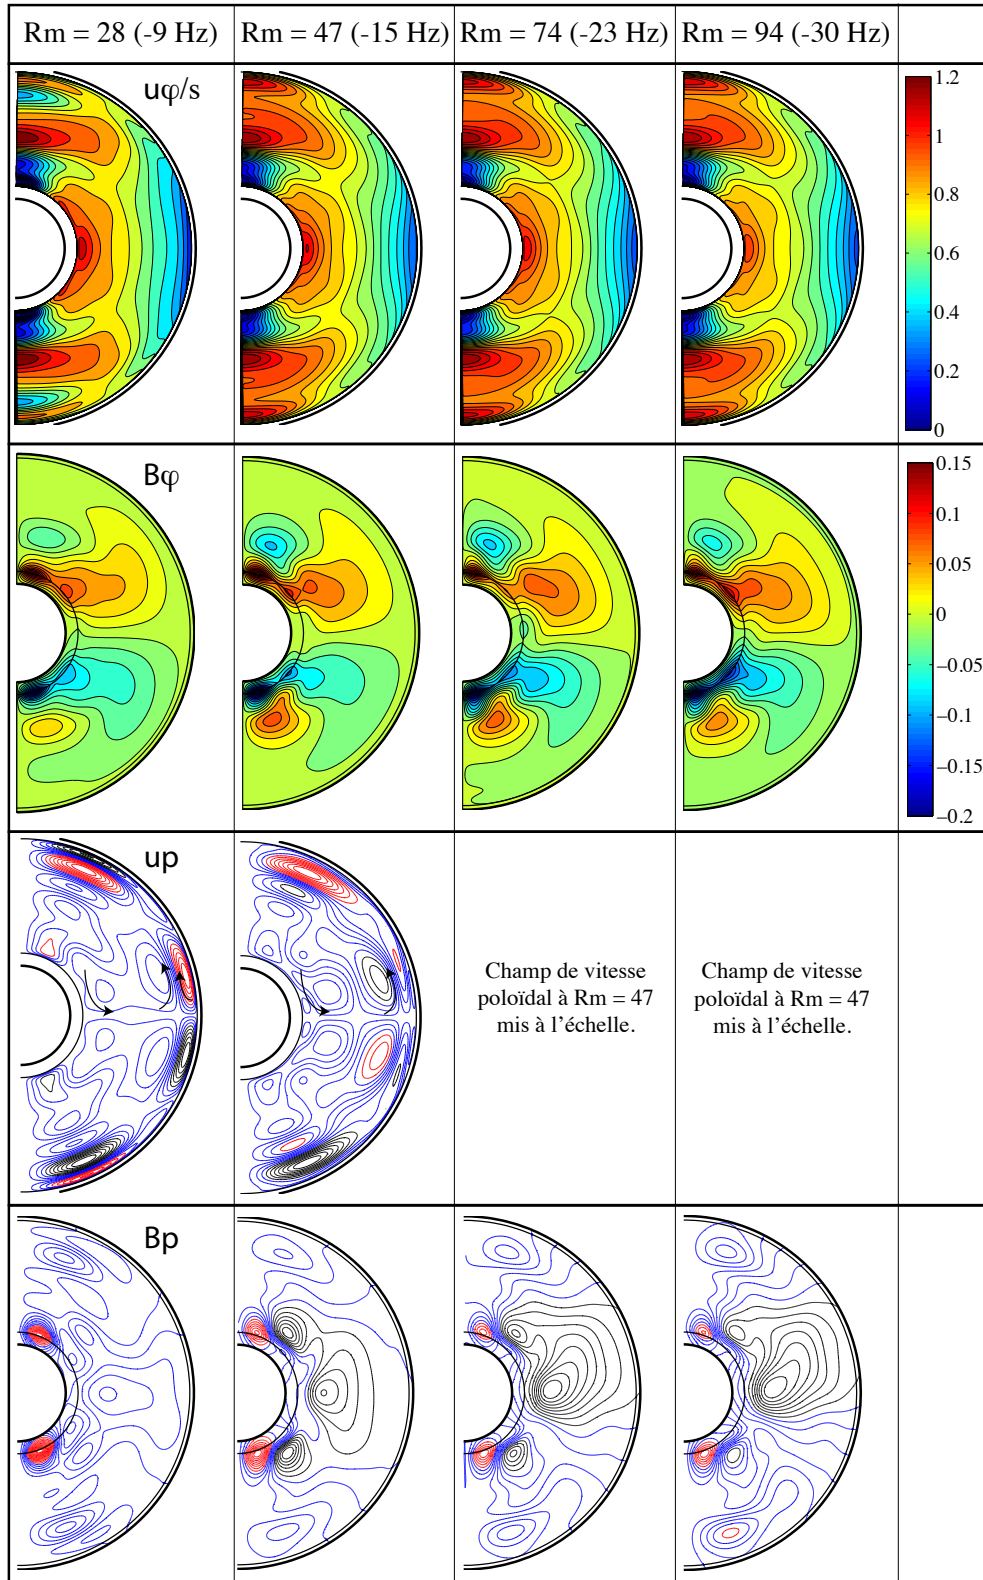 Rm = 28 (-9 Hz) Rm = 47 (-15 Hz) Rm = 74 (-23 Hz) Rm = 94 (-30 Hz)
uφ/s
1.2
1
0.8
0.6
0.4
0.2
0
Bφ
0.15
0.1
0.05
0
−0.05
−0.1
−0.15
−0.2
up
Champ de vitesse
poloïdal à Rm = 47
mis à l'échelle.
Champ de vitesse
poloïdal à Rm = 47
mis à l'échelle.
Bp